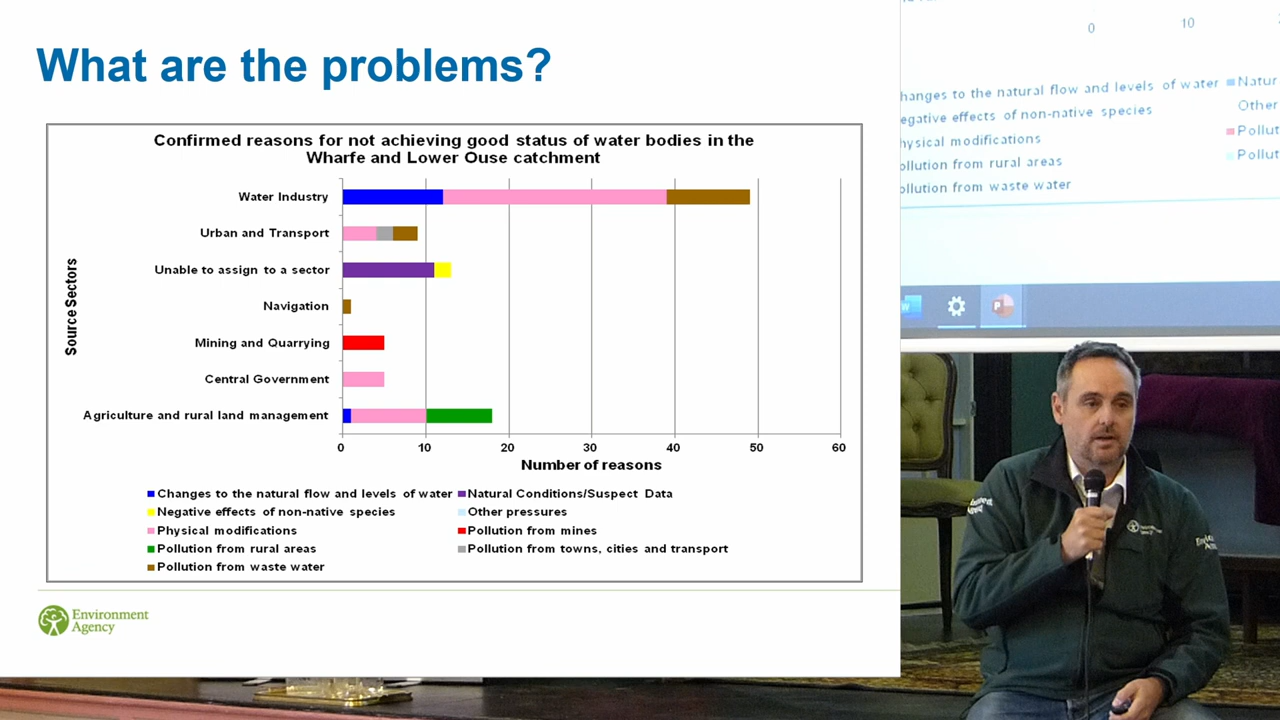 What are the problems?
Confirmed reasons for not achieving good status of water bodies in the
Wharfe and Lower Ouse catchment
Source Sectors
Water Industry
Urban and Transport
Unable to assign to a sector
Navigation
Mining and Quarrying
Central Government
Agriculture and rural land management
0 10 20 30 40 50 60
Number of reasons
Changes to the natural flow and levels of water
Natural Conditions/Suspect Data
Negative effects of non-native species
Other pressures
Physical modifications
Pollution from mines
Pollution from rural areas
Pollution from towns, cities and transport
Pollution from waste water
Environment
Agency
0 10
hanges to the natural flow and levels of water Natur
egative effects of non-native species Other
hysical modifications Pollut
ollution from rural areas Pollut
ollution from waste water
W
P